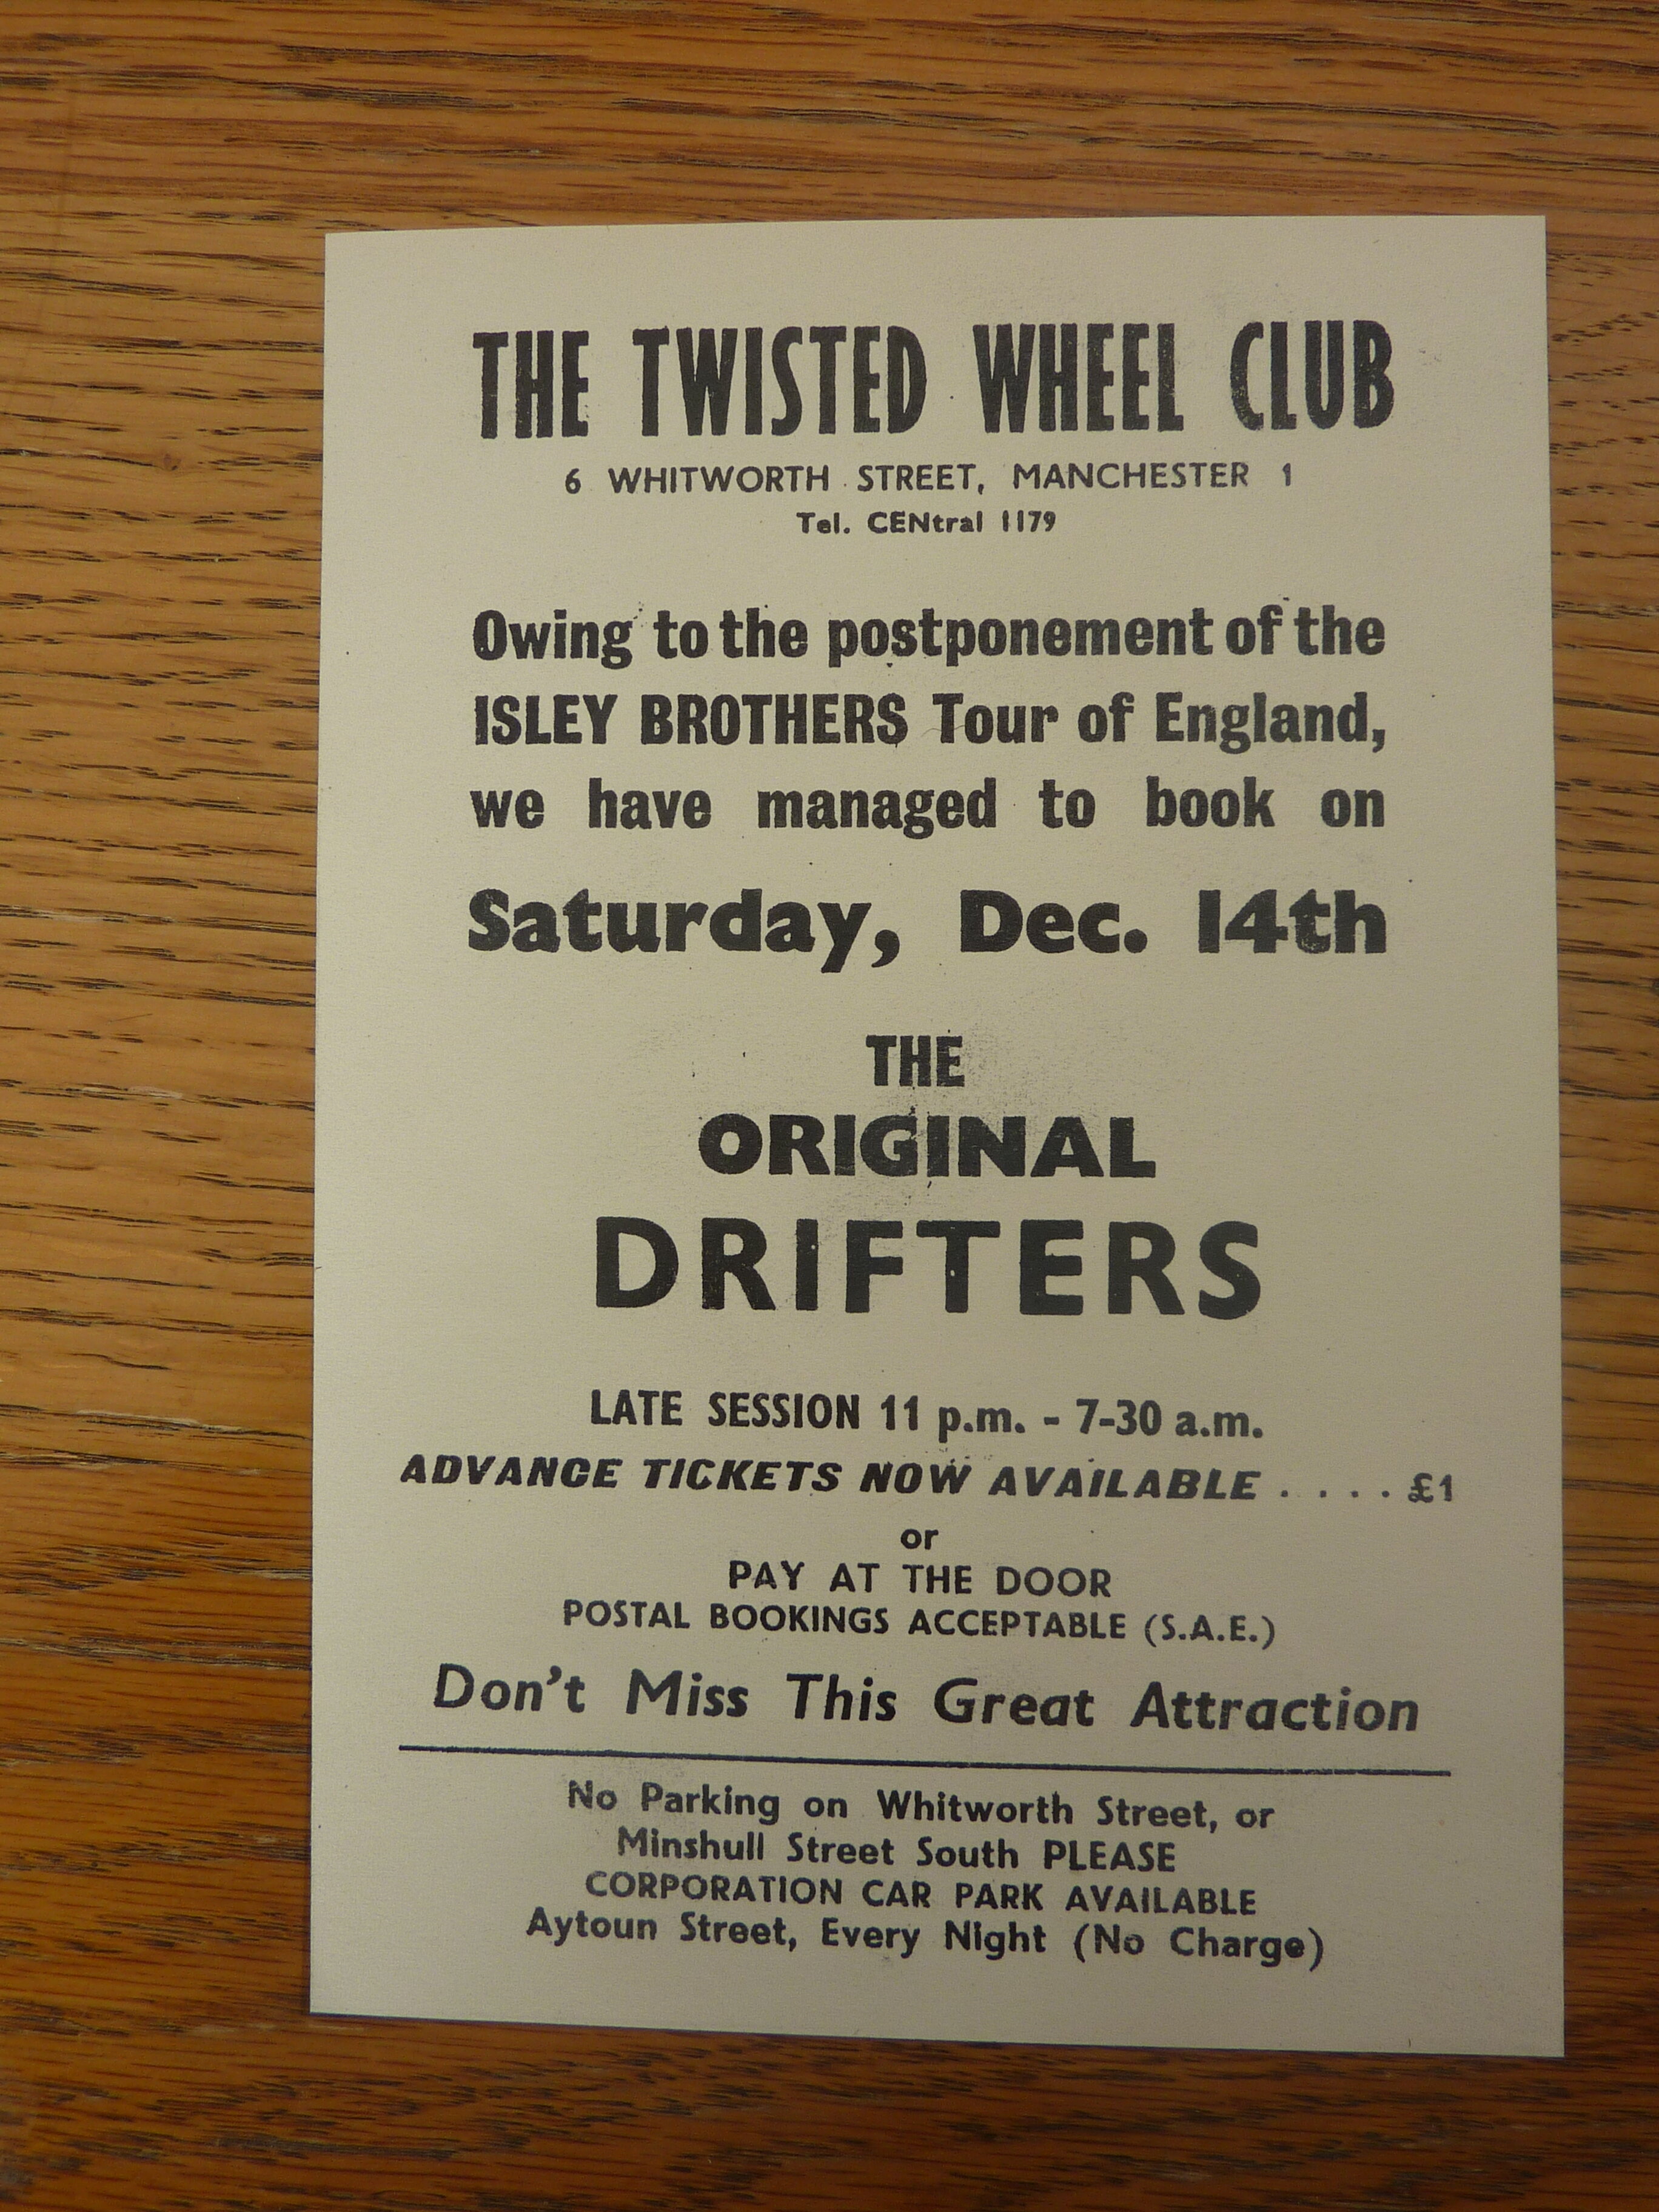 THE TWISTED WHEEL CLUB
6 WHITWORTH STREET, MANCHESTER 1
Tel. CENtral 1179
Owing to the postponement of the
ISLEY BROTHERS Tour of England,
we have managed to book on
Saturday, Dec. 14th
THE
ORIGINAL
DRIFTERS
LATE SESSION 11 p.m. - 7-30 a.m.
ADVANCE TICKETS NOW AVAILABLE . . . . £1
or
PAY AT THE DOOR
POSTAL BOOKINGS ACCEPTABLE (S.A.E.)
Don't Miss This Great Attraction
No Parking on Whitworth Street, or
Minshull Street South PLEASE
CORPORATION CAR PARK AVAILABLE
Aytoun Street, Every Night (No Charge)